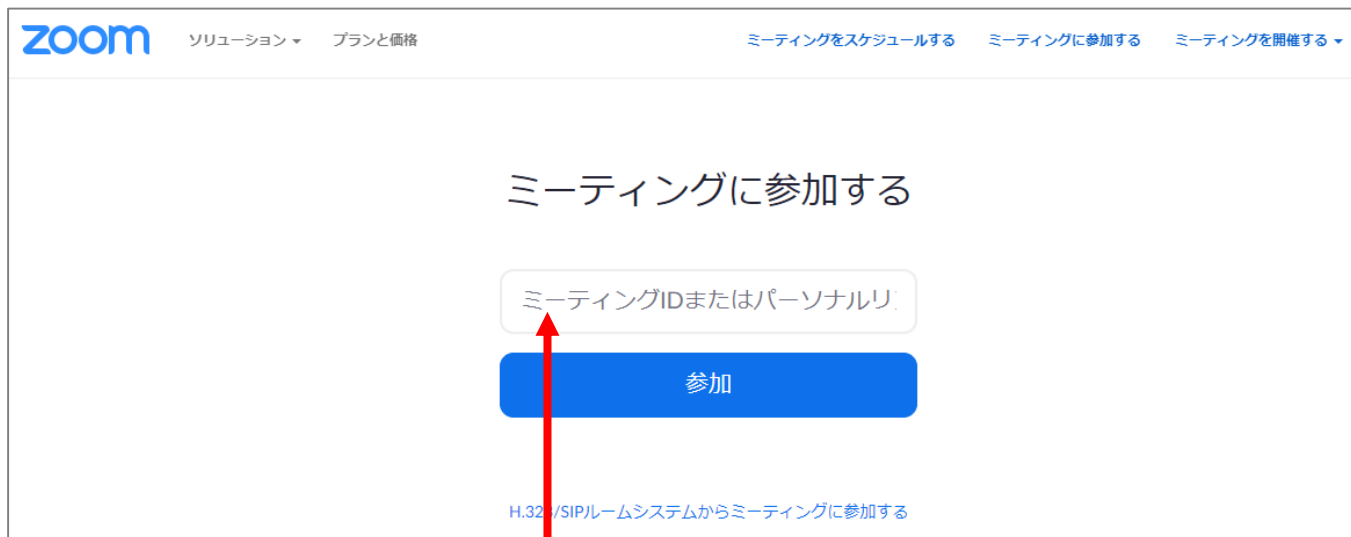 zoom ソリューション プランと価格 ミーティングをスケジュールする ミーティングに参加する ミーティングを開催する
ミーティングに参加する
ミーティングIDまたはパーソナルリ
参加
H.323/SIPルームシステムからミーティングに参加する